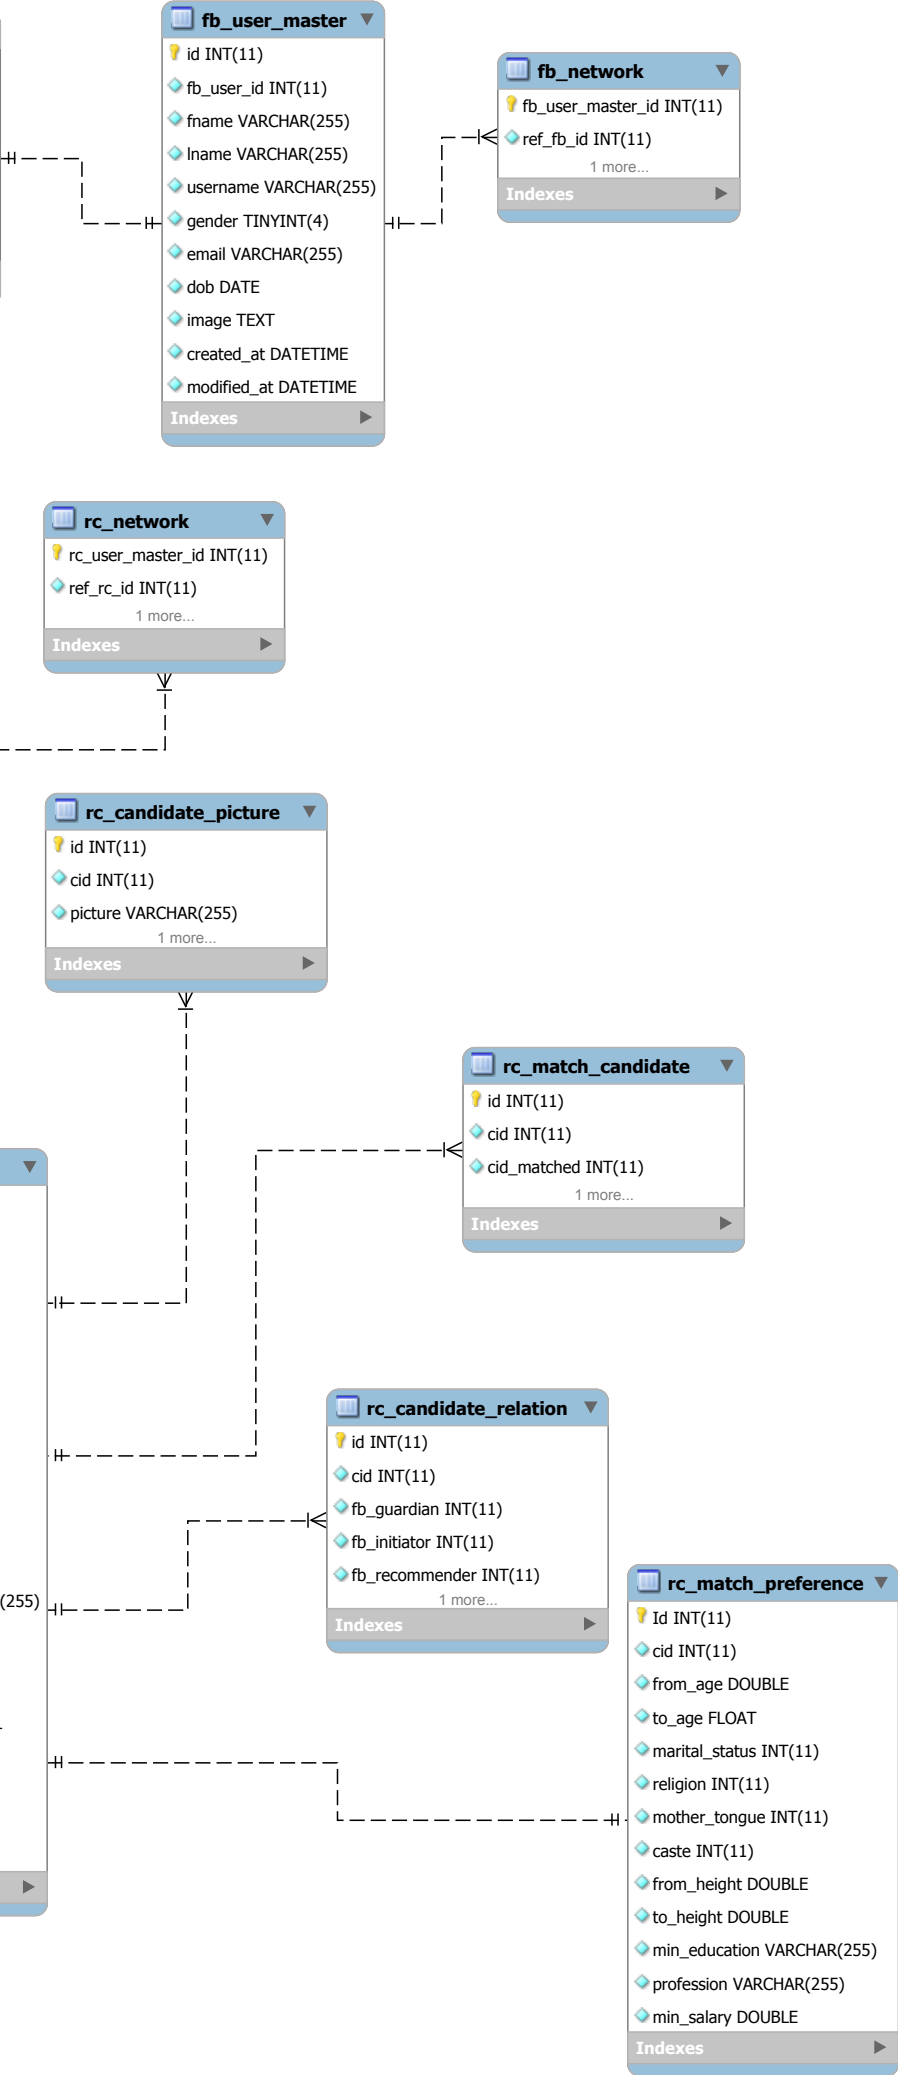 fb_user_master
id INT(11)
fb_user_id INT(11)
fname VARCHAR(255)
lname VARCHAR(255)
username VARCHAR(255)
gender TINYINT(4)
email VARCHAR(255)
dob DATE
image TEXT
created_at DATETIME
modified_at DATETIME
Indexes
fb_network
fb_user_master_id INT(11)
ref_fb_id INT(11)
1 more...
Indexes
rc_network
rc_user_master_id INT(11)
ref_rc_id INT(11)
1 more...
Indexes
rc_candidate_picture
id INT(11)
cid INT(11)
picture VARCHAR(255)
1 more...
Indexes
rc_match_candidate
id INT(11)
cid INT(11)
cid_matched INT(11)
1 more...
Indexes
rc_candidate_relation
id INT(11)
cid INT(11)
fb_guardian INT(11)
fb_initiator INT(11)
fb_recommender INT(11)
1 more...
Indexes
(255)
rc_match_preference
Id INT(11)
cid INT(11)
from_age DOUBLE
to_age FLOAT
marital_status INT(11)
religion INT(11)
mother_tongue INT(11)
caste INT(11)
from_height DOUBLE
to_height DOUBLE
min_education VARCHAR(255)
profession VARCHAR(255)
min_salary DOUBLE
Indexes